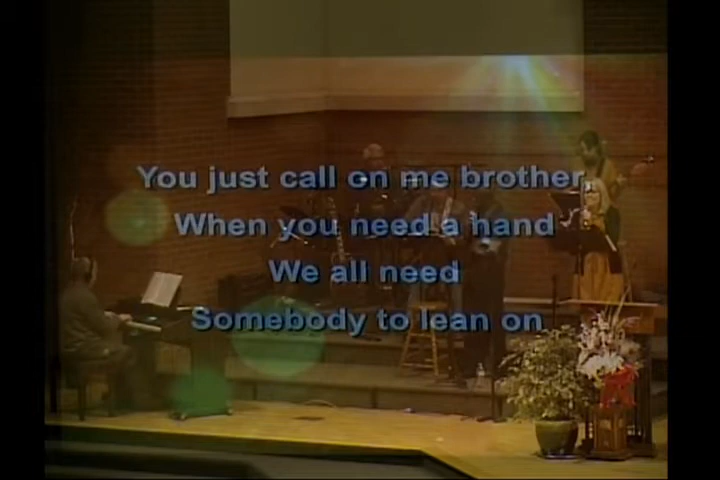 You just call on me brother
When you need a hand
We all need
Somebody to lean on